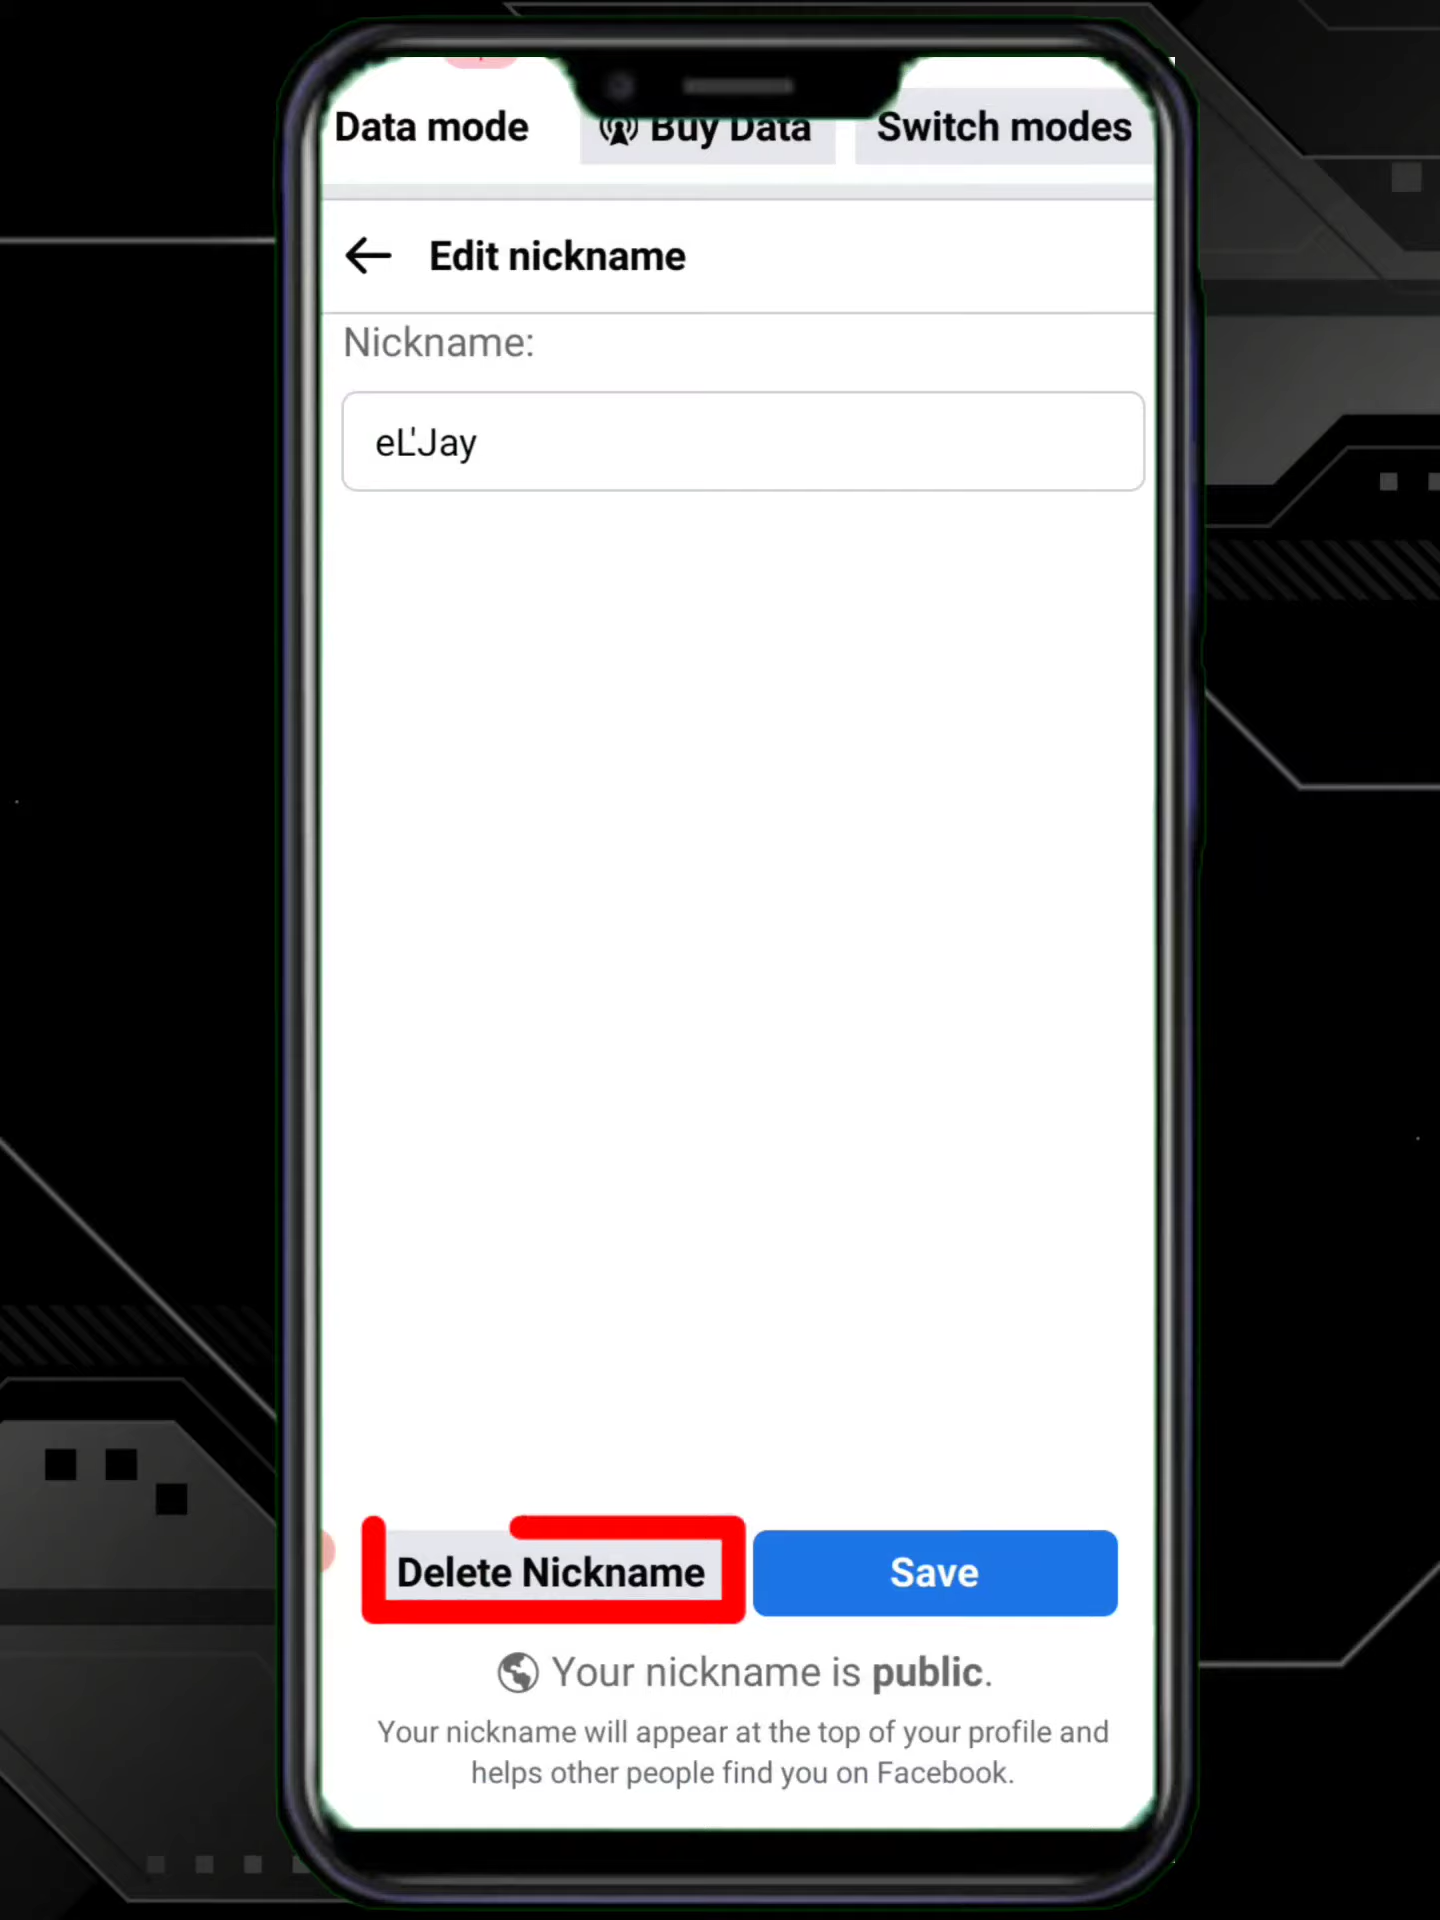 Data mode
Buy Data
Switch modes
Edit nickname
Nickname:
eL'Jay
Delete Nickname
Save
Your nickname is public.
Your nickname will appear at the top of your profile and
helps other people find you on Facebook.